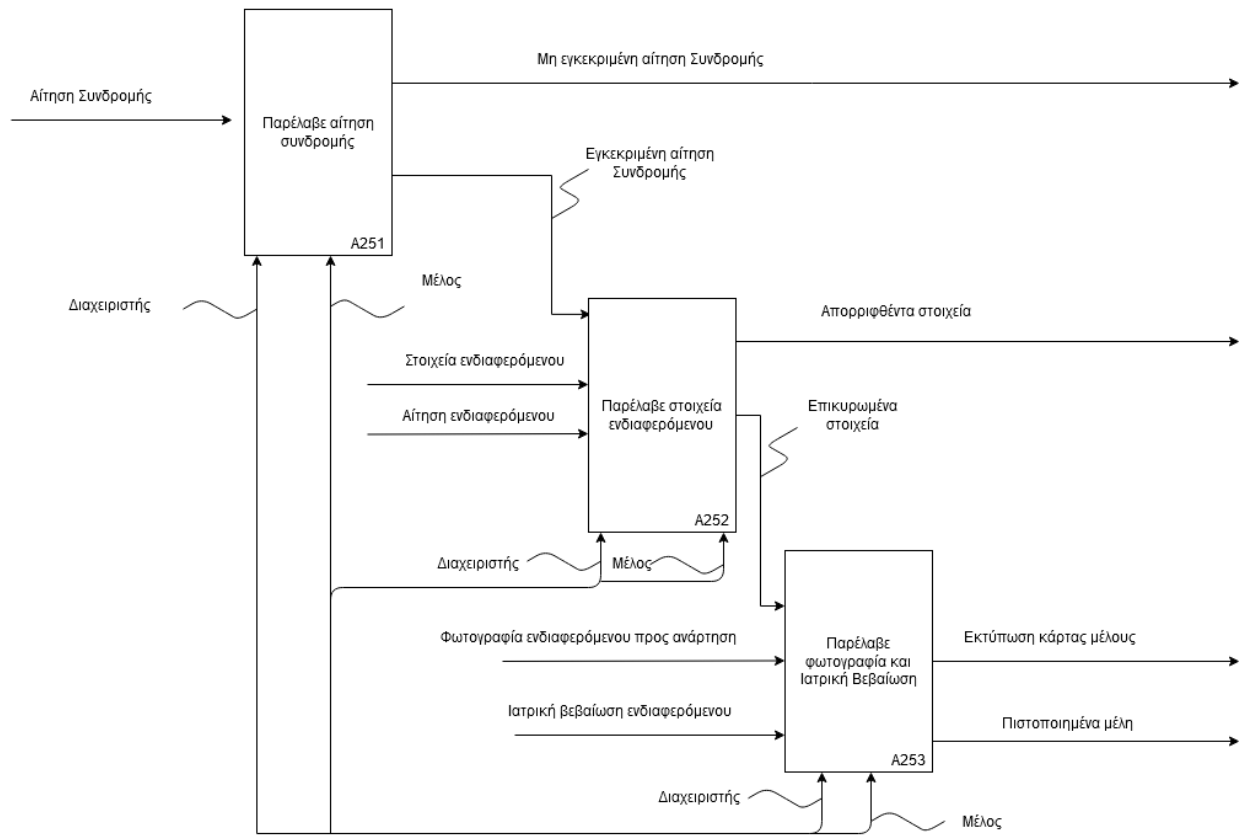 Μη εγκεκριμένη αίτηση Συνδρομής
Αίτηση Συνδρομής
Παρέλαβε αίτηση
συνδρομής
Εγκεκριμένη αίτηση
Συνδρομής
A251
Διαχειριστής
Μέλος
Απορριφθέντα στοιχεία
Στοιχεία ενδιαφερόμενου
Αίτηση ενδιαφερόμενου
Παρέλαβε στοιχεία
ενδιαφερόμενου
Επικυρωμένα
στοιχεία
A252
Διαχειριστής
Μέλος
Φωτογραφία ενδιαφερόμενου προς ανάρτηση
Παρέλαβε
φωτογραφία και
Ιατρική Βεβαίωση
Εκτύπωση κάρτας μέλους
Ιατρική βεβαίωση ενδιαφερόμενου
Πιστοποιημένα μέλη
A253
Διαχειριστής
Μέλος